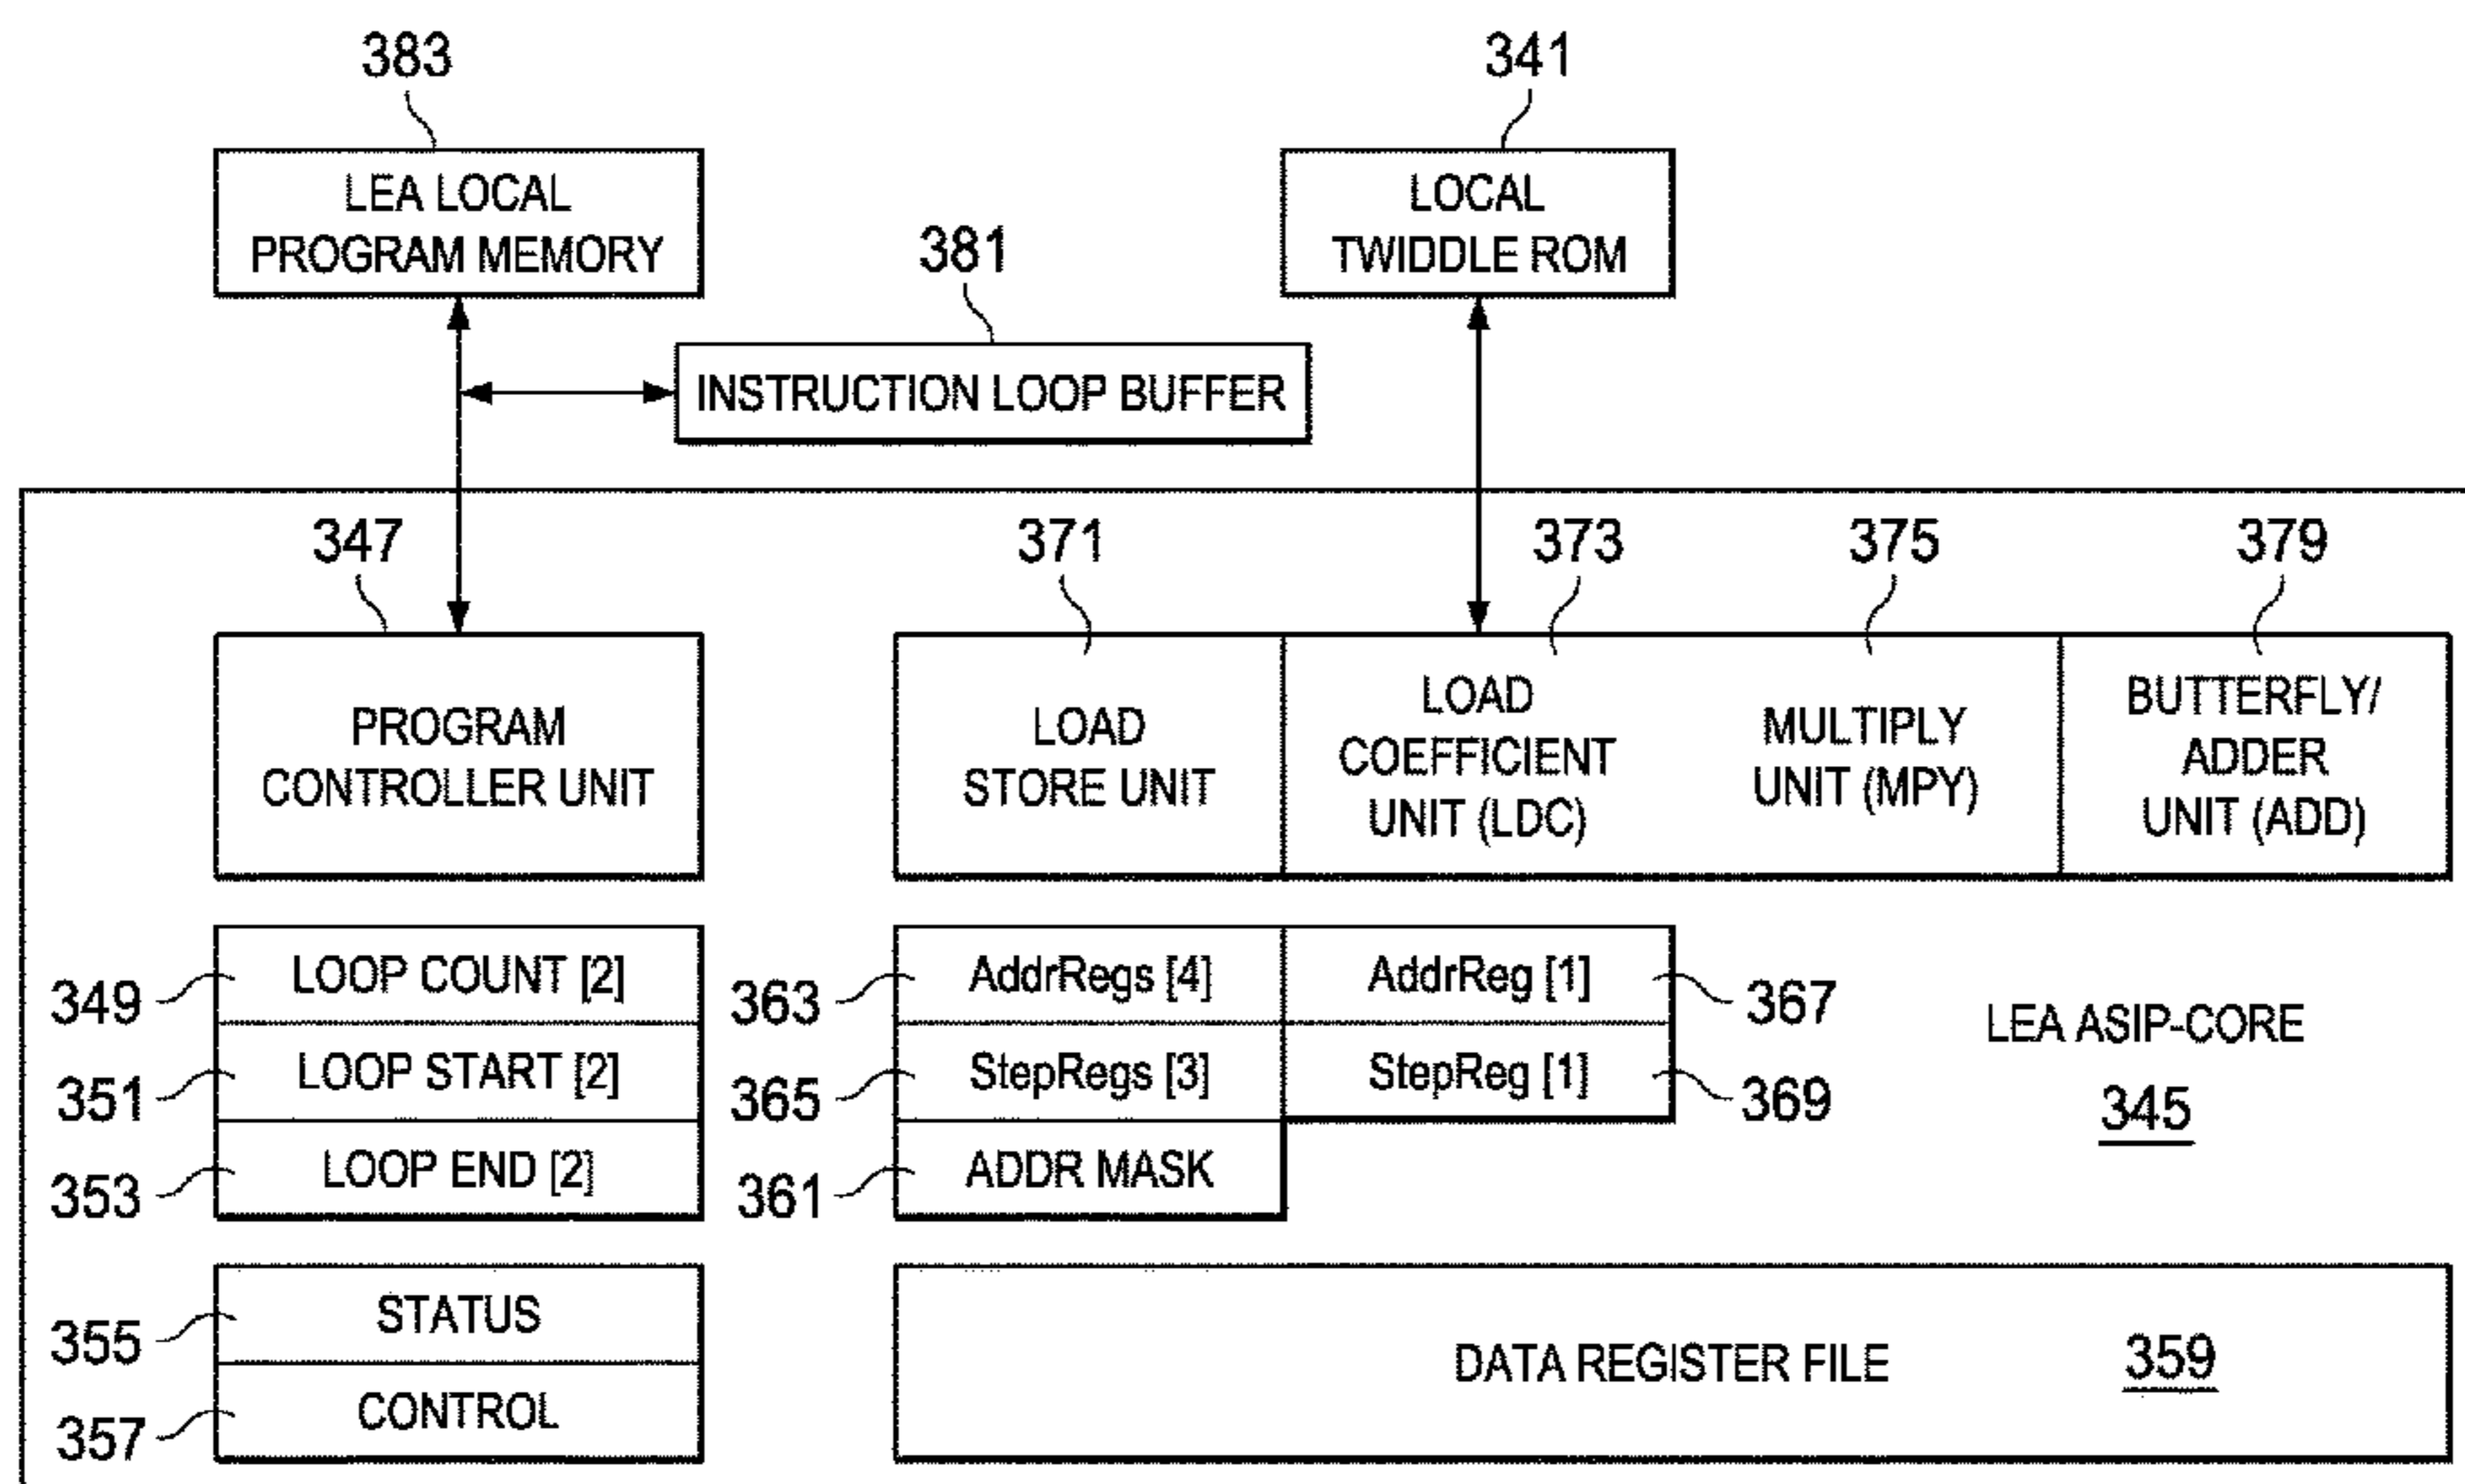 383
341
LEA LOCAL
PROGRAM MEMORY
LOCAL
TWIDDLE ROM
381
INSTRUCTION LOOP BUFFER
347
371
373
375
379
PROGRAM
CONTROLLER UNIT
LOAD
STORE UNIT
LOAD
COEFFICIENT
UNIT (LDC)
MULTIPLY
UNIT (MPY)
BUTTERFLY/
ADDER
UNIT (ADD)
349
LOOP COUNT [2]
351
LOOP START [2]
353
LOOP END [2]
363
AddrRegs [4]
AddrReg [1]
367
365
StepRegs [3]
StepReg [1]
369
361
ADDR MASK
LEA ASIP-CORE
345
355
STATUS
357
CONTROL
DATA REGISTER FILE
359